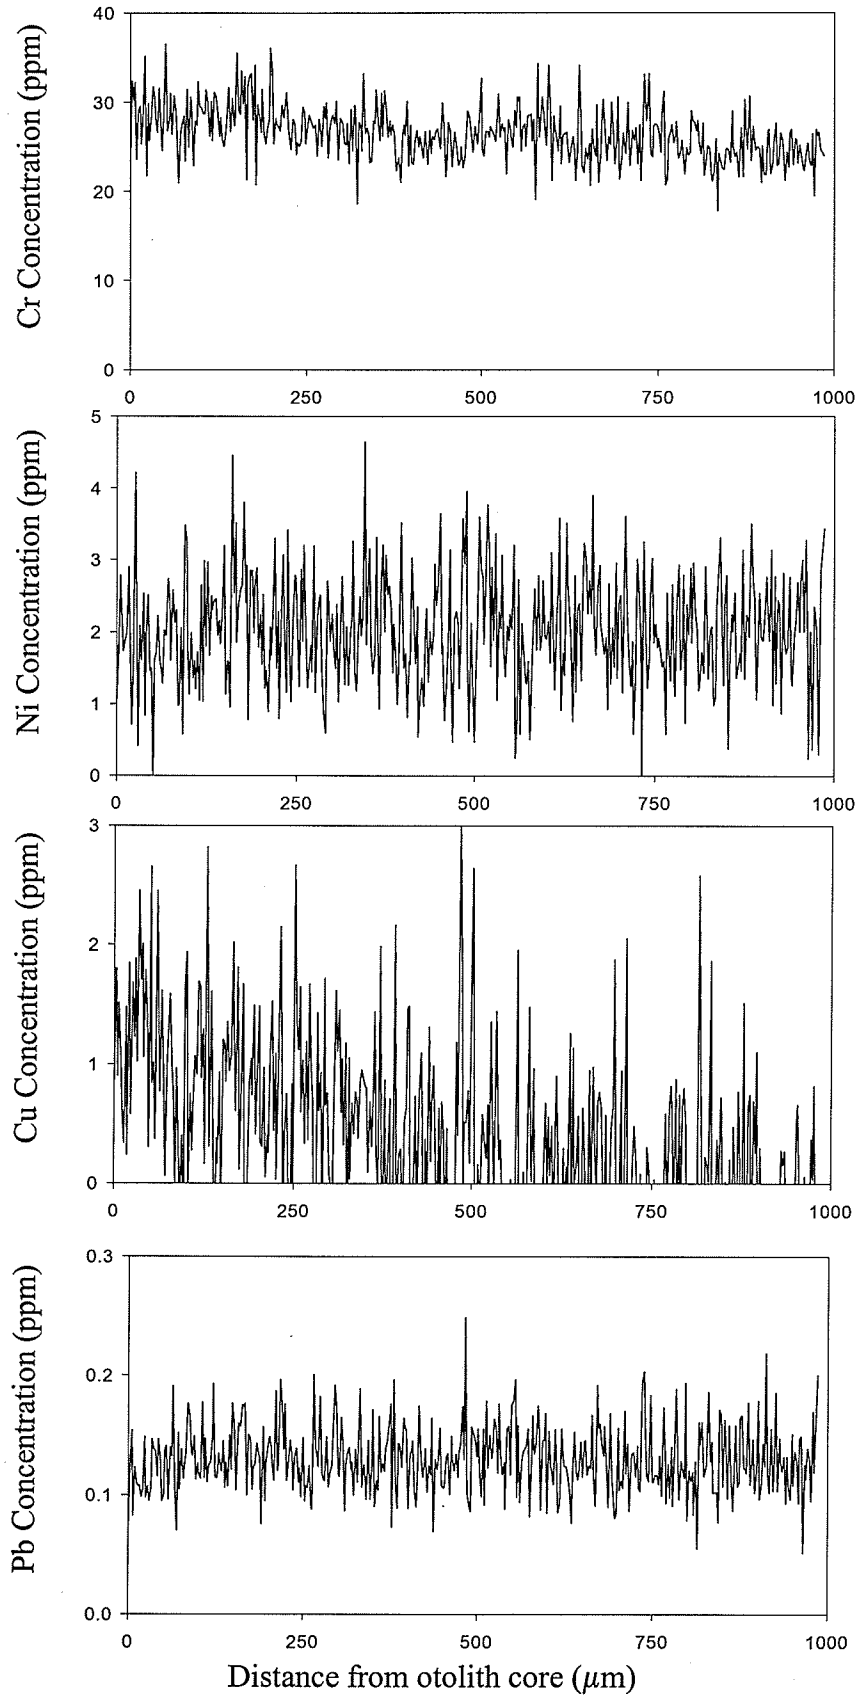 Cr Concentration (ppm)
40
30
20
10
0
0 250 500 750 1000
Ni Concentration (ppm)
5
4
3
2
1
0
0 250 500 750 1000
Cu Concentration (ppm)
3
2
1
0
0 250 500 750 1000
Pb Concentration (ppm)
0.3
0.2
0.1
0.0
0 250 500 750 1000
Distance from otolith core (μm)